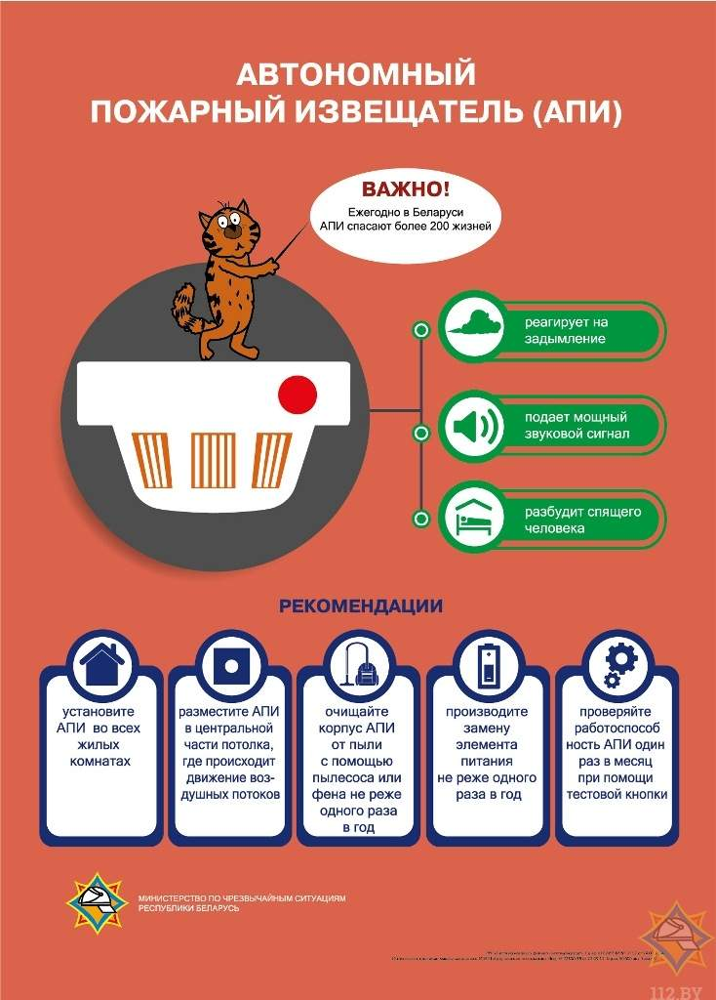 АВТОНОМНЫЙ
ПОЖАРНЫЙ ИЗВЕЩАТЕЛЬ (АПИ)
ВАЖНО!
Ежегодно в Беларуси
АПИ спасают более 200 жизней
реагирует на
задымление
подает мощный
звуковой сигнал
разбудит спящего
человека
РЕКОМЕНДАЦИИ
установите
АПИ во всех
жилых
комнатах
разместите АПИ
в центральной
части потолка,
где происходит
движение воз-
душных потоков
очищайте
корпус АПИ
от пыли
с помощью
пылесоса или
фена не реже
одного раза
в год
производите
замену
элемента
питания
не реже одного
раза в год
проверяйте
работоспособ
ность АПИ один
раз в месяц
при помощи
тестовой кнопки
МИНИСТЕРСТВО ПО ЧРЕЗВЫЧАЙНЫМ СИТУАЦИЯМ
РЕСПУБЛИКИ БЕЛАРУСЬ
112.BY